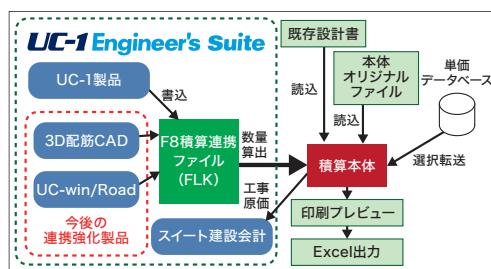 UC-1 Engineer's Suite
UC-1製品
書込
3D配筋CAD
UC-win/Road
今後の
連携強化製品
F8積算連携
ファイル
(FLK)
数量
算出
工事
原価
スイート建設会計
既存設計書
読込
本体
オリジナル
ファイル
読込
単価
データベース
選択転送
積算本体
印刷プレビュー
Excel出力